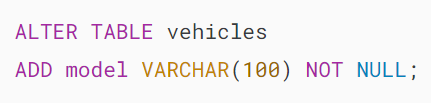 ALTER TABLE vehicles
ADD model VARCHAR(100) NOT NULL;